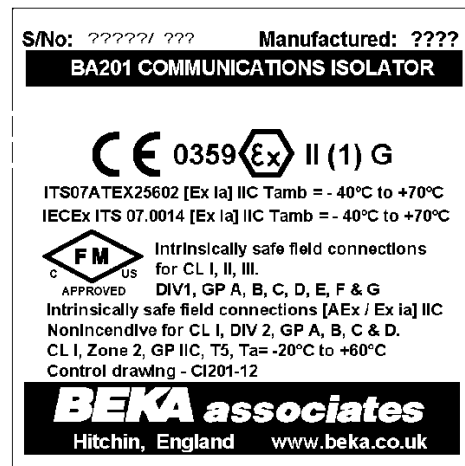 S/No: ?????/ ??? Manufactured: ????
BA201 COMMUNICATIONS ISOLATOR
CE 0359 Ex II (1) G
ITS07ATEX25602 [Ex Ia] IIC Tamb = - 40°C to +70°C
IECEx ITS 07.0014 [Ex Ia] IIC Tamb = - 40°C to +70°C
FM
C US
APPROVED
Intrinsically safe field connections
for CL I, II, III.
DIV1, GP A, B, C, D, E, F & G
Intrinsically safe field connections [AEx / Ex ia] IIC
Nonincendive for CL I, DIV 2, GP A, B, C & D.
CL I, Zone 2, GP IIC, T5, Ta= -20°C to +60°C
Control drawing - CI201-12
BEKA associates
Hitchin, England www.beka.co.uk